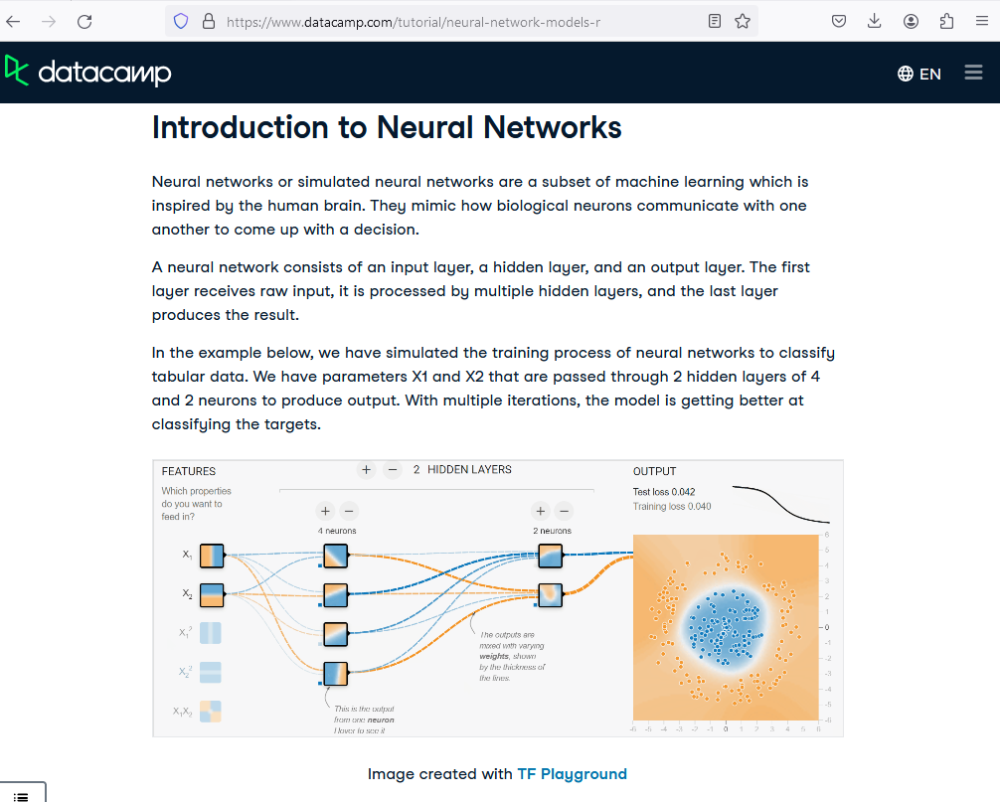 https://www.datacamp.com/tutorial/neural-network-models-r
datacamp
EN
Introduction to Neural Networks
Neural networks or simulated neural networks are a subset of machine learning which is
inspired by the human brain. They mimic how biological neurons communicate with one
another to come up with a decision.
A neural network consists of an input layer, a hidden layer, and an output layer. The first
layer receives raw input, it is processed by multiple hidden layers, and the last layer
produces the result.
In the example below, we have simulated the training process of neural networks to classify
tabular data. We have parameters X1 and X2 that are passed through 2 hidden layers of 4
and 2 neurons to produce output. With multiple iterations, the model is getting better at
classifying the targets.
FEATURES
Which properties
do you want to
feed in?
+ − 2 HIDDEN LAYERS
+ −
4 neurons
+ −
2 neurons
X₁
X₂
X₁²
X₂²
X₁X₂
The outputs are
mixed with varying
weights, shown
by the thickness of
the lines.
This is the output
from one neuron
Hover to see it
OUTPUT
Test loss 0.042
Training loss 0.040
6
5
4
3
2
1
0
-1
-2
-3
-4
-5
-6
-6 -5 -4 -3 -2 -1 0 1 2 3 4 5 6
Image created with TF Playground